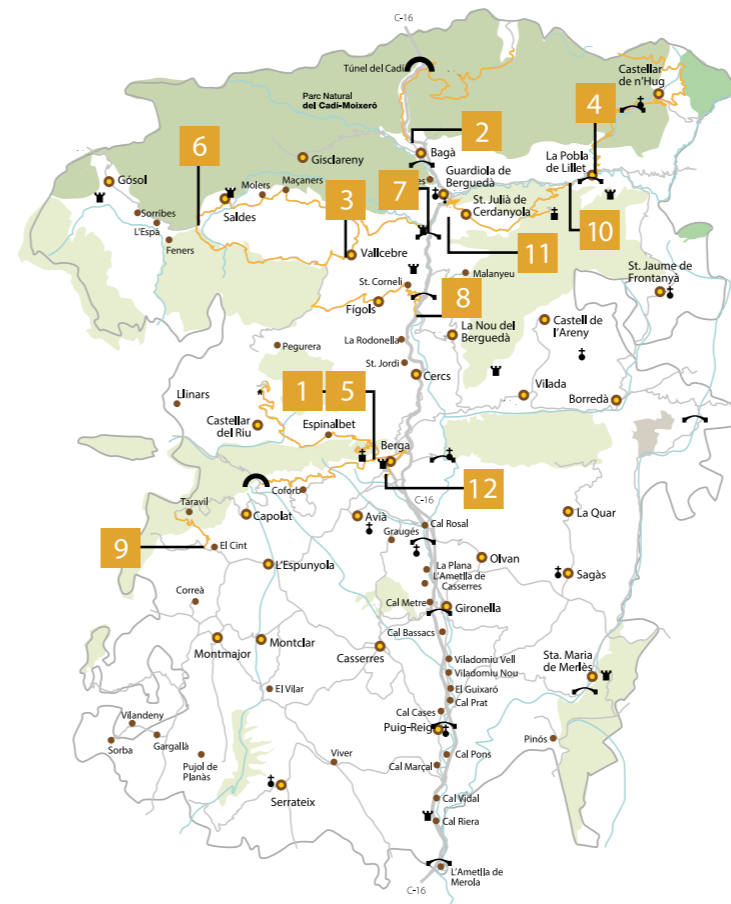 C-16
Túnel del Cadí
Parc Natural
del Cadí-Moixeró
Castellar
de n'Hug
4
2
6
Bagà
La Pobla
de Lillet
Gisclareny
Guardiola de
Berguedà
Gósol
Molers
Maçaners
7
3
St. Julià de
Cerdanyola
Saldes
Sorribes
L'Espà
Feners
10
11
Vallcebre
St. Jaume de
Frontanyà
Malanyeu
St. Corneli
8
Fígols
La Nou del
Berguedà
Castell de
l'Areny
La Rodonella
Pegurera
St. Jordi
Cercs
1
5
Vilada
Borredà
Llinars
Castellar
del Riu
Espinalbet
Berga
12
Coforb
C-16
Taravil
Capolat
Avià
Cal Rosal
La Quar
Graugés
9
El Cint
Olvan
L'Espunyola
La Plana
L'Ametlla de
Casserres
Sagàs
Correà
Cal Metre
Gironella
Cal Bassacs
Montmajor
Montclar
Casserres
Sta. Maria
de Merlès
Viladomiu Vell
Viladomiu Nou
El Vilar
El Guixaró
Cal Prat
Cal Cases
Vilandeny
Puig-Reig
Sorba
Gargallà
Pinós
Pujol de
Planàs
Viver
Cal Pons
Cal Marçal
Serrateix
Cal Vidal
Cal Riera
L'Ametlla de
Merola
C-16